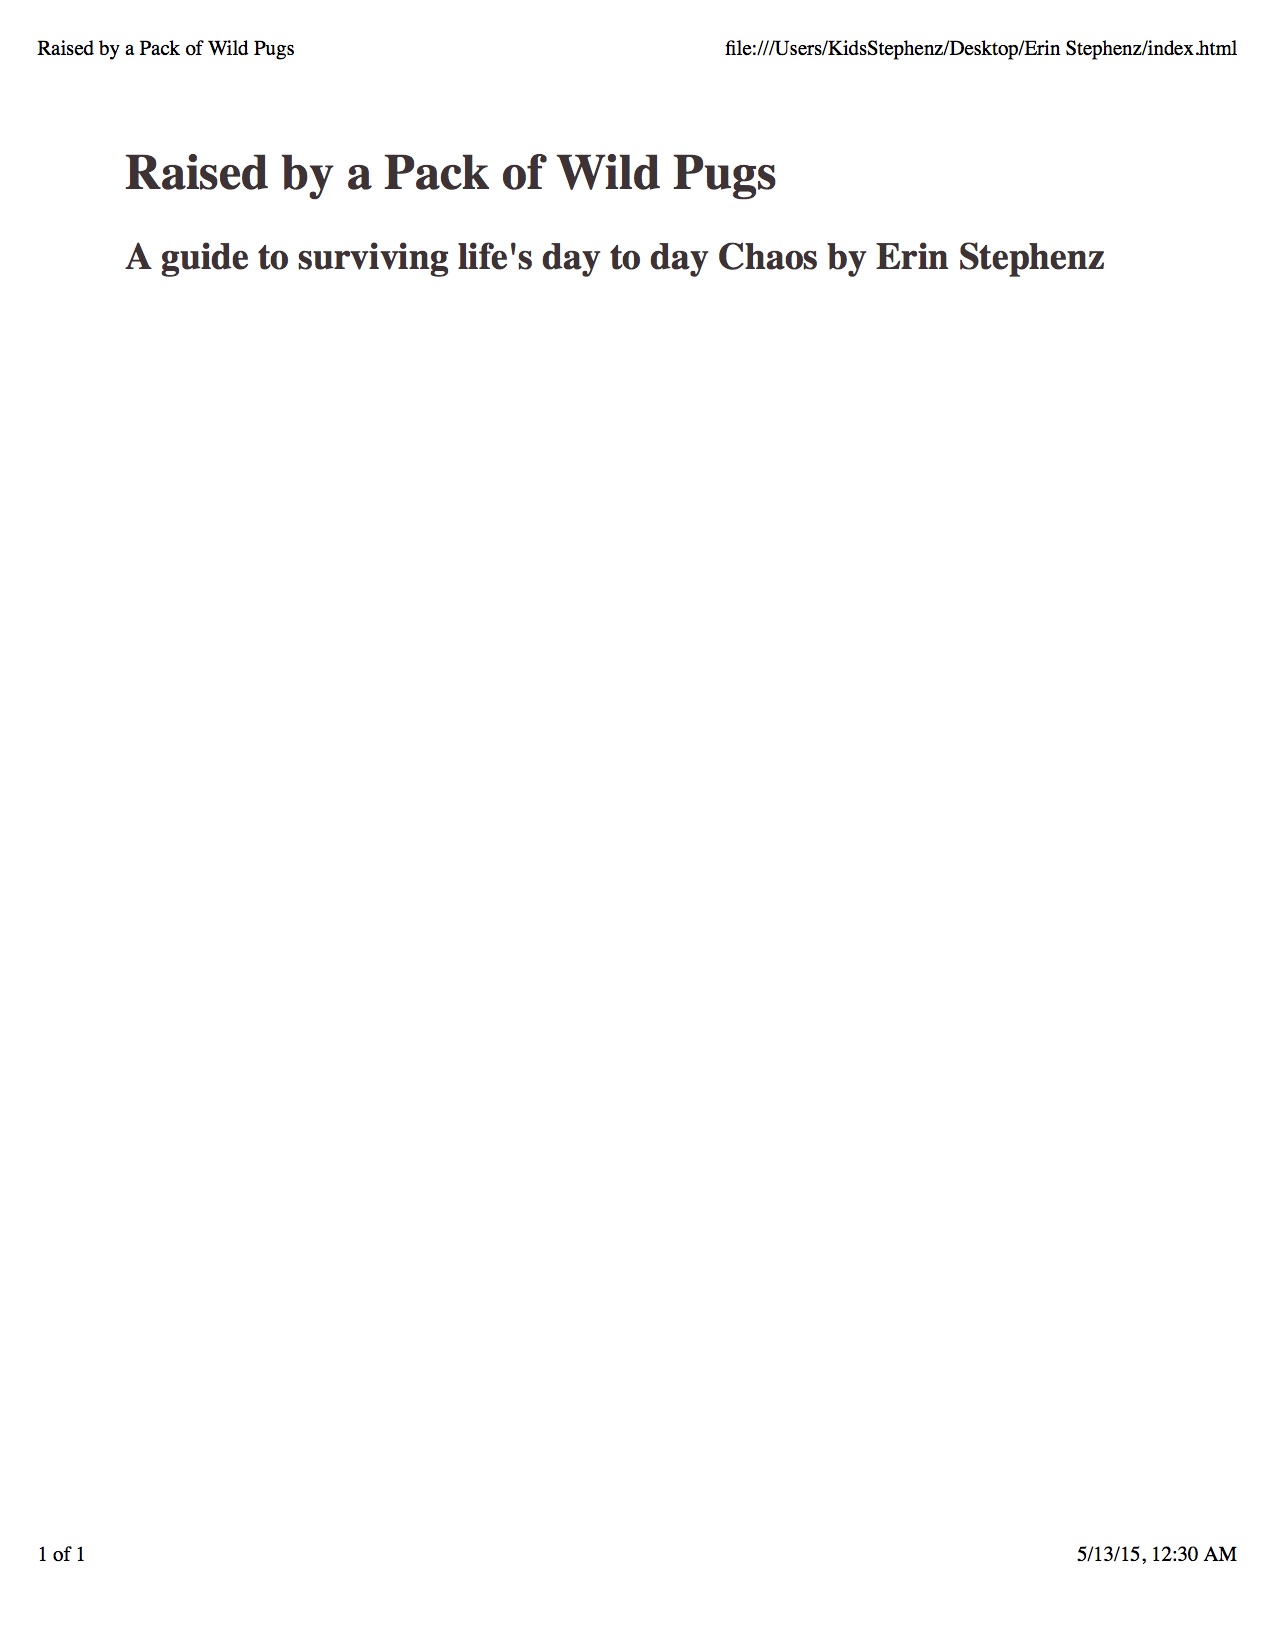 Raised by a Pack of Wild Pugs file:///Users/KidsStephenz/Desktop/Erin Stephenz/index.html
Raised by a Pack of Wild Pugs
A guide to surviving life's day to day Chaos by Erin Stephenz
1 of 1 5/13/15, 12:30 AM